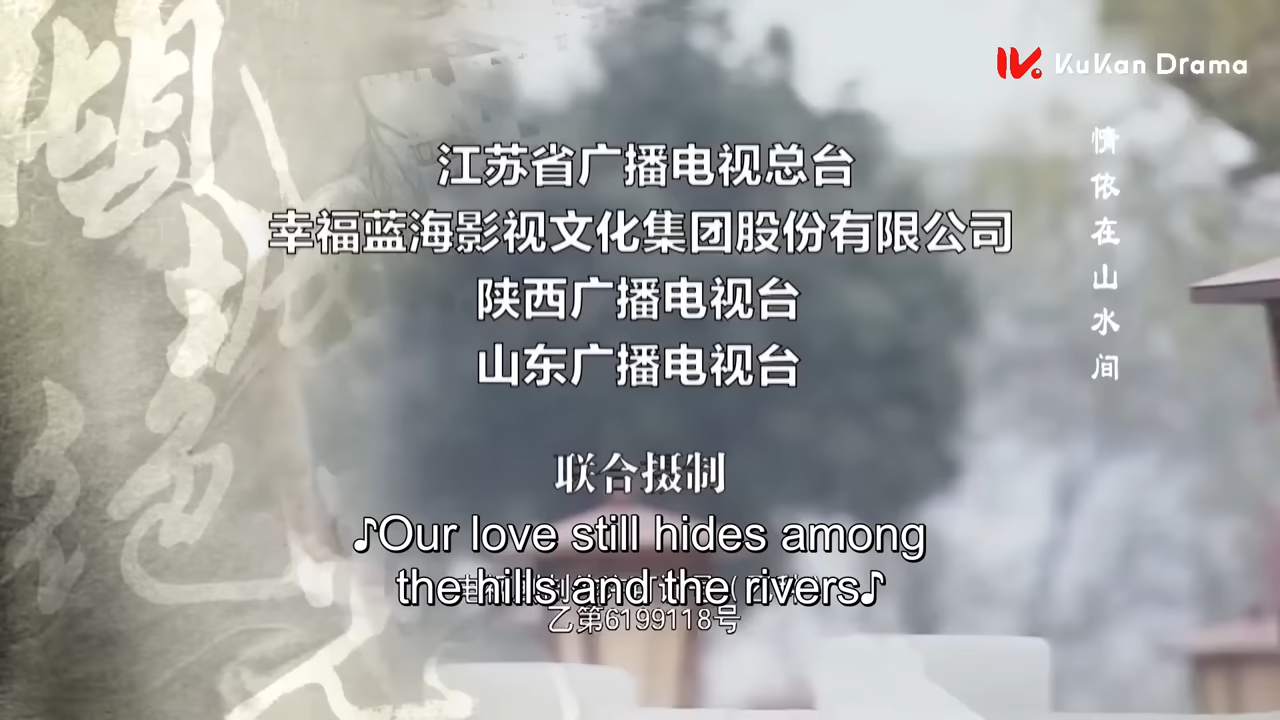 KuKan Drama
江苏省广播电视总台
幸福蓝海影视文化集团股份有限公司
陕西广播电视台
山东广播电视台
联合摄制
情依在山水间
♪Our love still hides among
the hills and the rivers♪
乙第6199118号